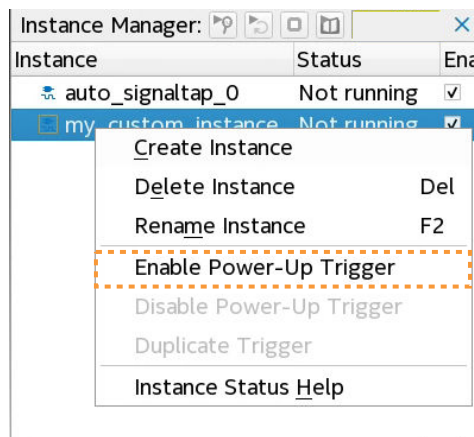 Instance Manager:
Instance Status Ena
auto_signaltap_0 Not running
my_custom_instance Not running
Create Instance
Delete Instance Del
Rename Instance F2
Enable Power-Up Trigger
Disable Power-Up Trigger
Duplicate Trigger
Instance Status Help